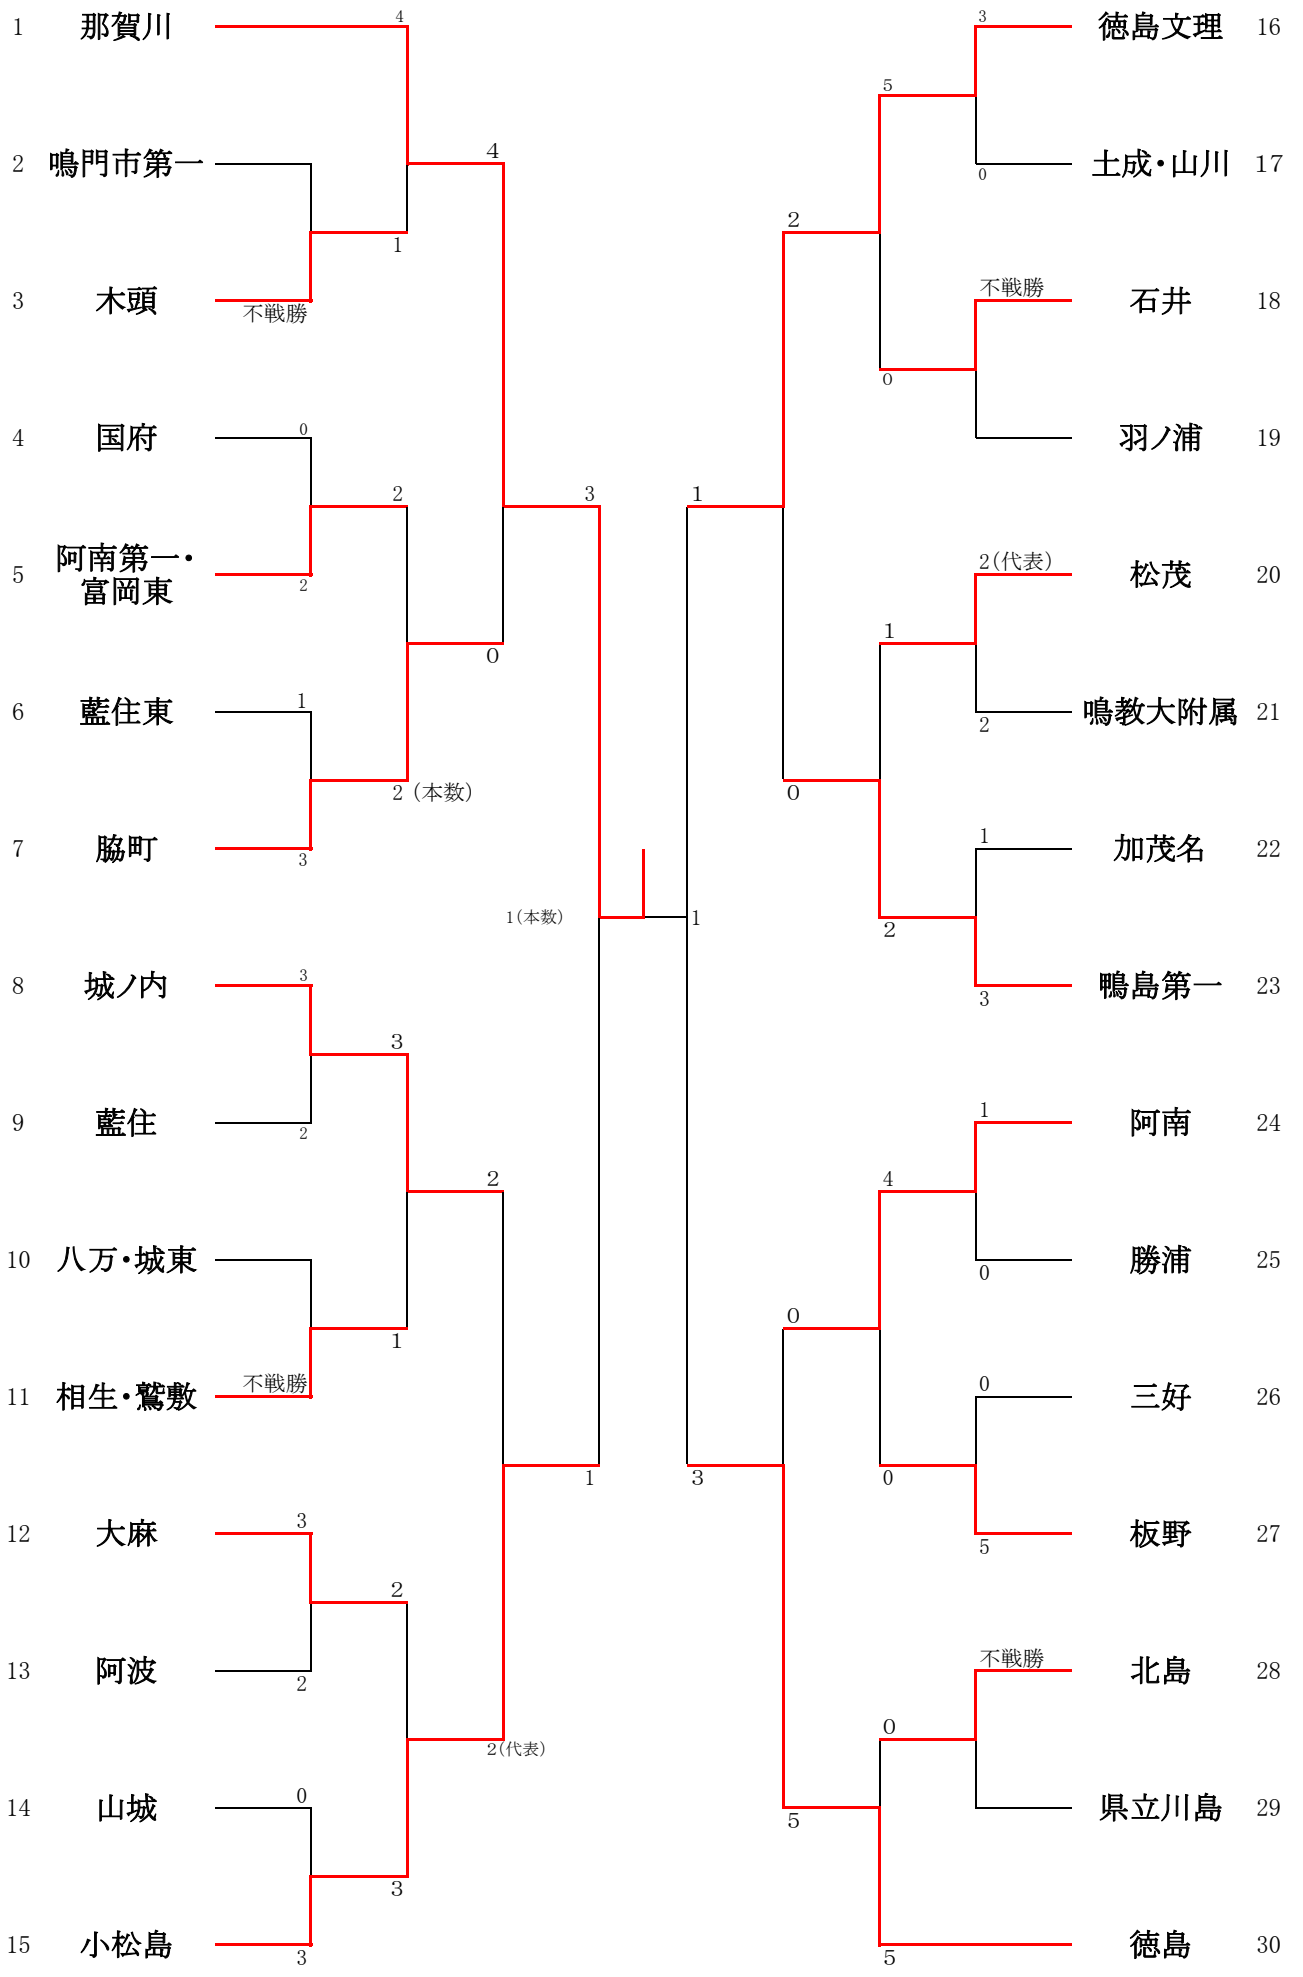 1 那賀川 4 3 徳島文理 16
5
2 鳴門市第一 4 土成・山川 17
0
2
1
3 木頭 不戦勝 不戦勝 石井 18
0
4 国府 0 羽ノ浦 19
2 3 1
阿南第一・ 2(代表)
5 松茂 20
富岡東 2
1
0
6 藍住東 1 鳴教大附属 21
2
2 (本数) 0
7 脇町 3 1 加茂名 22
1(本数) 1
2
8 城ノ内 3 鴨島第一 23
3
3
9 藍住 2 1 阿南 24
2 4
10 八万・城東 勝浦 25
0
0
1
11 相生・鷲敷 不戦勝 0 三好 26
1 3 0
12 大麻 3 板野 27
5
2
13 阿波 2 不戦勝 北島 28
0
2(代表)
14 山城 0 県立川島 29
5
3
15 小松島 3 5 徳島 30